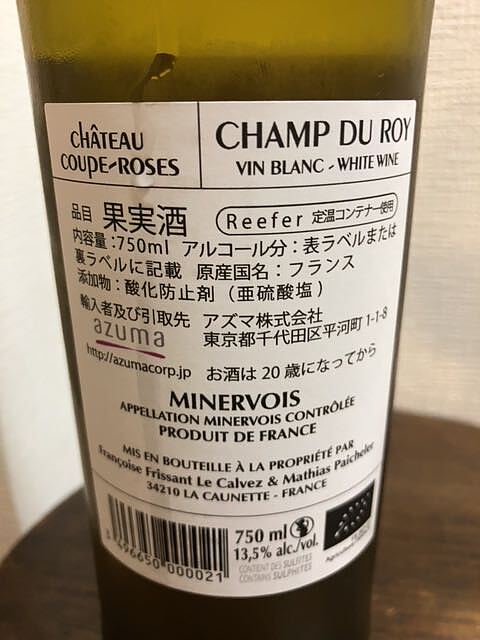 CHÂTEAU
COUPE-ROSES
CHAMP DU ROY
VIN BLANC - WHITE WINE
品目 果実酒 Reefer 定温コンテナー使用
内容量:750ml アルコール分:表ラベルまたは
裏ラベルに記載 原産国名:フランス
添加物:酸化防止剤(亜硫酸塩)
輸入者及び引取先 アズマ株式会社
azuma 東京都千代田区平河町1-1-8
http://azumacorp.jp お酒は20歳になってから
MINERVOIS
APPELLATION MINERVOIS CONTRÔLÉE
PRODUIT DE FRANCE
MIS EN BOUTEILLE À LA PROPRIÉTÉ PAR
Françoise Frissant Le Calvez & Mathias Paicheler
34210 LA CAUNETTE - FRANCE
750 ml
13,5% alc./vol.
CONTIENT DES SULFITES
CONTAINS SULPHITES
3 496650 000021